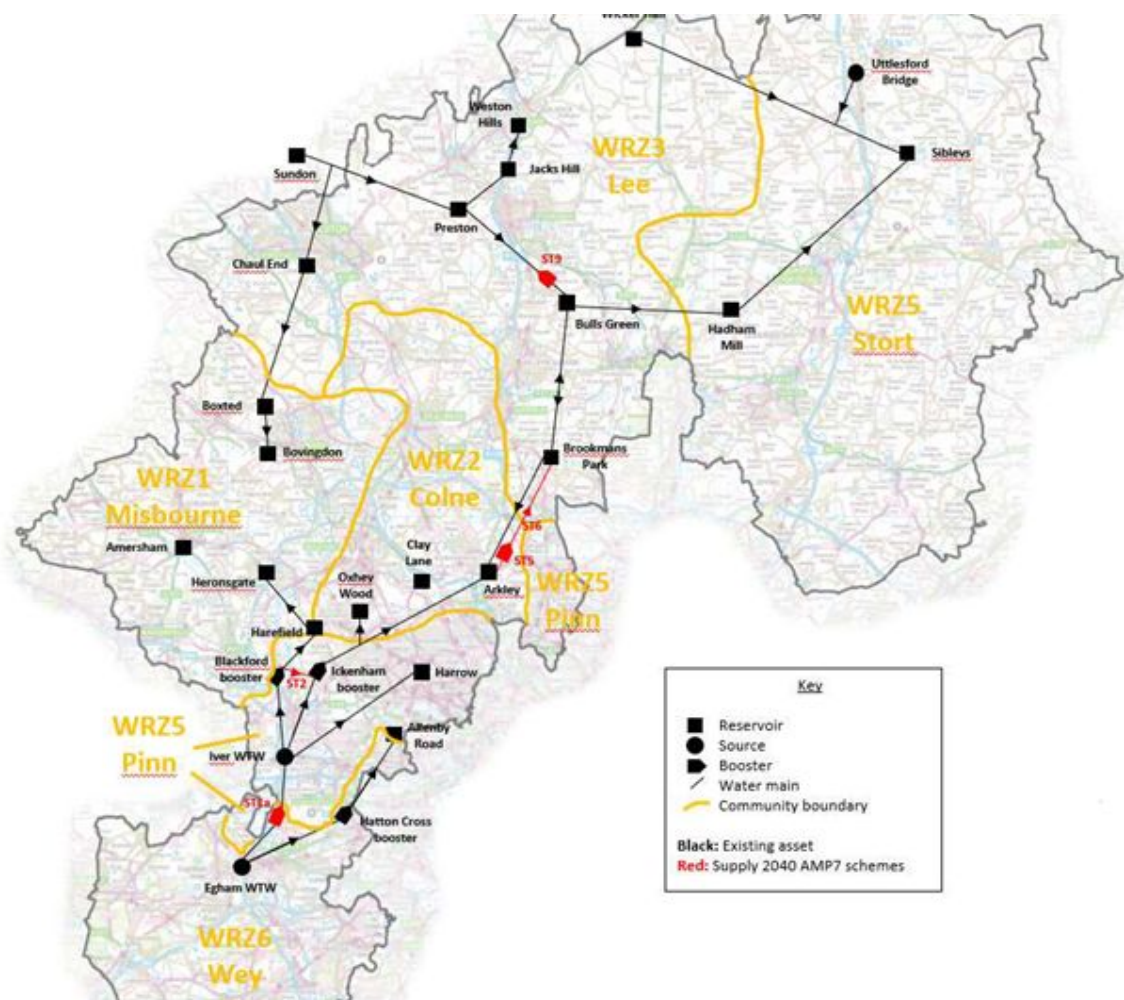 Uttlesford
Bridge
Weston
Hills
WRZ3
Lee
Sibleys
Sundon
Jacks Hill
Preston
Chaul End
ST9
WRZ5
Stort
Bulls Green
Hadham
Mill
Boxted
Bovingdon
Brookmans
Park
WRZ1
Misbourne
WRZ2
Colne
ST6
Amersham
Clay
Lane
ST5
Heronsgate
Oxhey
Wood
Arkley
WRZ5
Pinn
Harefield
Blackford
booster
ST2
Ickenham
booster
Harrow
WRZ5
Pinn
Iver WTW
Allenby
Road
Hatton Cross
booster
Egham WTW
WRZ6
Wey
Key
Reservoir
Source
Booster
Water main
Community boundary
Black: Existing asset
Red: Supply 2040 AMP7 schemes